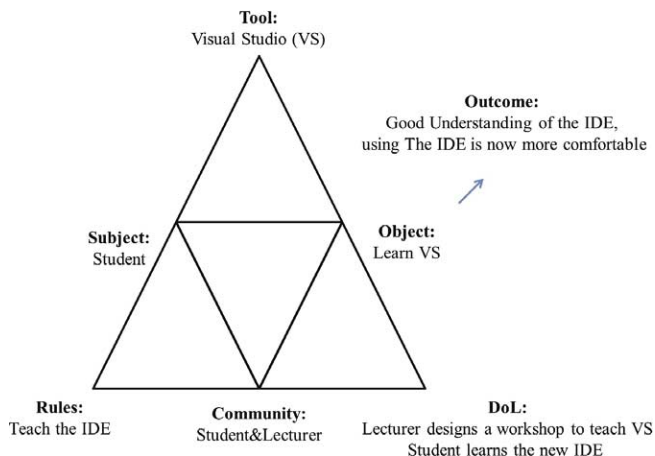 Tool:
Visual Studio (VS)
Outcome:
Good Understanding of the IDE,
using The IDE is now more comfortable
Subject:
Student
Object:
Learn VS
Rules:
Teach the IDE
Community:
Student&Lecturer
DoL:
Lecturer designs a workshop to teach VS
Student learns the new IDE